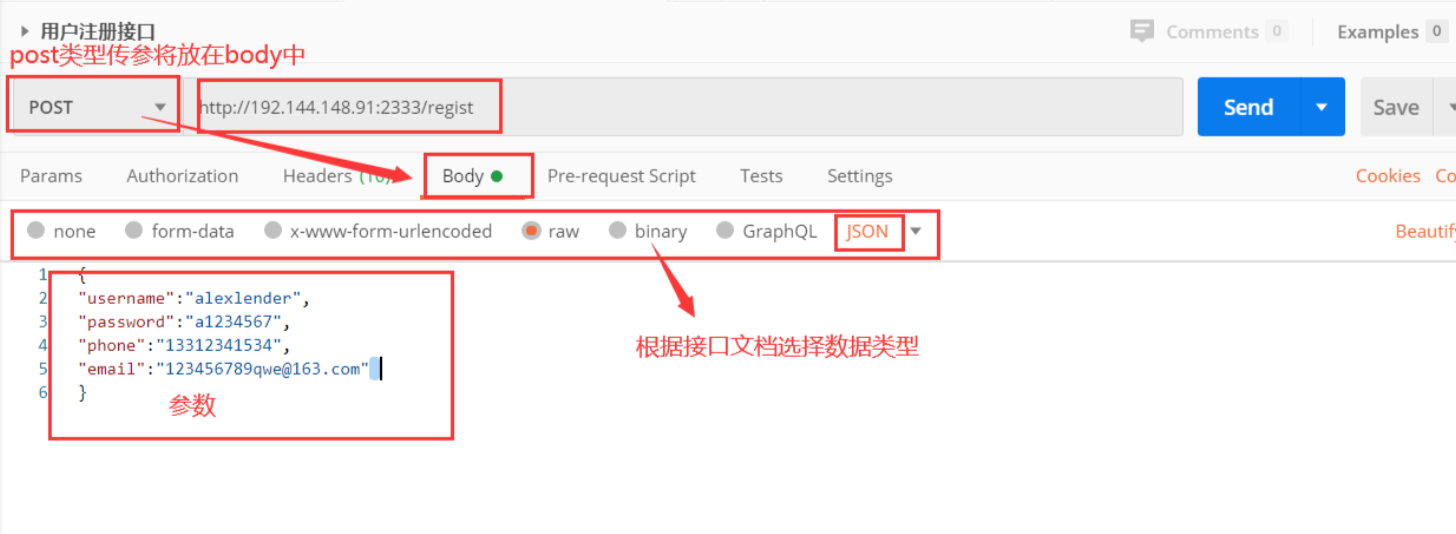 用户注册接口
Comments 0
Examples 0
post类型传参将放在body中
POST
http://192.144.148.91:2333/regist
Send
Save
Params
Authorization
Headers (10)
Body
Pre-request Script
Tests
Settings
Cookies
none
form-data
x-www-form-urlencoded
raw
binary
GraphQL
JSON
1 {
2 "username":"alexlender",
3 "password":"a1234567",
4 "phone":"13312341534",
5 "email":"123456789qwe@163.com"
6 }
根据接口文档选择数据类型
参数